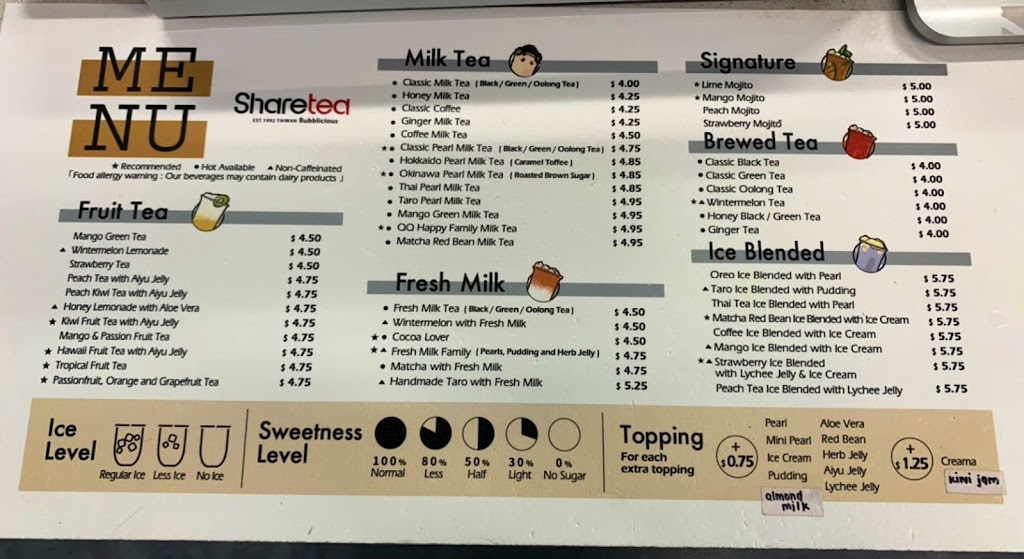 ME
NU
Sharetea
EST.1992 TAIWAN Bubblicious
★ Recommended ● Hot Available ▲ Non-Caffeinated
「Food allergy warning : Our beverages may contain dairy products 」
Fruit Tea
Mango Green Tea $ 4.50
▲ Wintermelon Lemonade $ 4.50
Strawberry Tea $ 4.50
Peach Tea with Aiyu Jelly $ 4.75
Peach Kiwi Tea with Aiyu Jelly $ 4.75
▲ Honey Lemonade with Aloe Vera $ 4.75
★ Kiwi Fruit Tea with Aiyu Jelly $ 4.75
Mango & Passion Fruit Tea $ 4.75
★ Hawaii Fruit Tea with Aiyu Jelly $ 4.75
★ Tropical Fruit Tea $ 4.75
★ Passionfruit, Orange and Grapefruit Tea $ 4.75
Milk Tea
● Classic Milk Tea ( Black / Green / Oolong Tea ) $ 4.00
● Honey Milk Tea $ 4.25
● Classic Coffee $ 4.25
● Ginger Milk Tea $ 4.25
● Coffee Milk Tea $ 4.50
★● Classic Pearl Milk Tea ( Black / Green / Oolong Tea ) $ 4.75
● Hokkaido Pearl Milk Tea ( Caramel Toffee ) $ 4.85
★● Okinawa Pearl Milk Tea ( Roasted Brown Sugar ) $ 4.85
● Thai Pearl Milk Tea $ 4.85
● Taro Pearl Milk Tea $ 4.95
● Mango Green Milk Tea $ 4.95
★● QQ Happy Family Milk Tea $ 4.95
● Matcha Red Bean Milk Tea $ 4.95
Fresh Milk
● Fresh Milk Tea ( Black / Green / Oolong Tea ) $ 4.50
▲ Wintermelon with Fresh Milk $ 4.50
★● Cocoa Lover $ 4.50
★▲ Fresh Milk Family ( Pearls, Pudding and Herb Jelly ) $ 4.75
● Matcha with Fresh Milk $ 4.75
▲ Handmade Taro with Fresh Milk $ 5.25
Signature
★ Lime Mojito $ 5.00
★ Mango Mojito $ 5.00
Peach Mojito $ 5.00
Strawberry Mojito $ 5.00
Brewed Tea
● Classic Black Tea $ 4.00
● Classic Green Tea $ 4.00
● Classic Oolong Tea $ 4.00
★▲ Wintermelon Tea $ 4.00
● Honey Black / Green Tea $ 4.00
● Ginger Tea $ 4.00
Ice Blended
Oreo Ice Blended with Pearl $ 5.75
▲ Taro Ice Blended with Pudding $ 5.75
Thai Tea Ice Blended with Pearl $ 5.75
★ Matcha Red Bean Ice Blended with Ice Cream $ 5.75
Coffee Ice Blended with Ice Cream $ 5.75
▲ Mango Ice Blended with Ice Cream $ 5.75
★▲ Strawberry Ice Blended $ 5.75
with Lychee Jelly & Ice Cream
Peach Tea Ice Blended with Lychee Jelly $ 5.75
Ice
Level
Regular Ice Less Ice No Ice
Sweetness
Level
100% 80% 50% 30% 0%
Normal Less Half Light No Sugar
Topping
For each
extra topping
+
$0.75
Pearl
Mini Pearl
Ice Cream
Pudding
almond
milk
Aloe Vera
Red Bean
Herb Jelly
Aiyu Jelly
Lychee Jelly
+
$1.25
Creama
kiwi jam